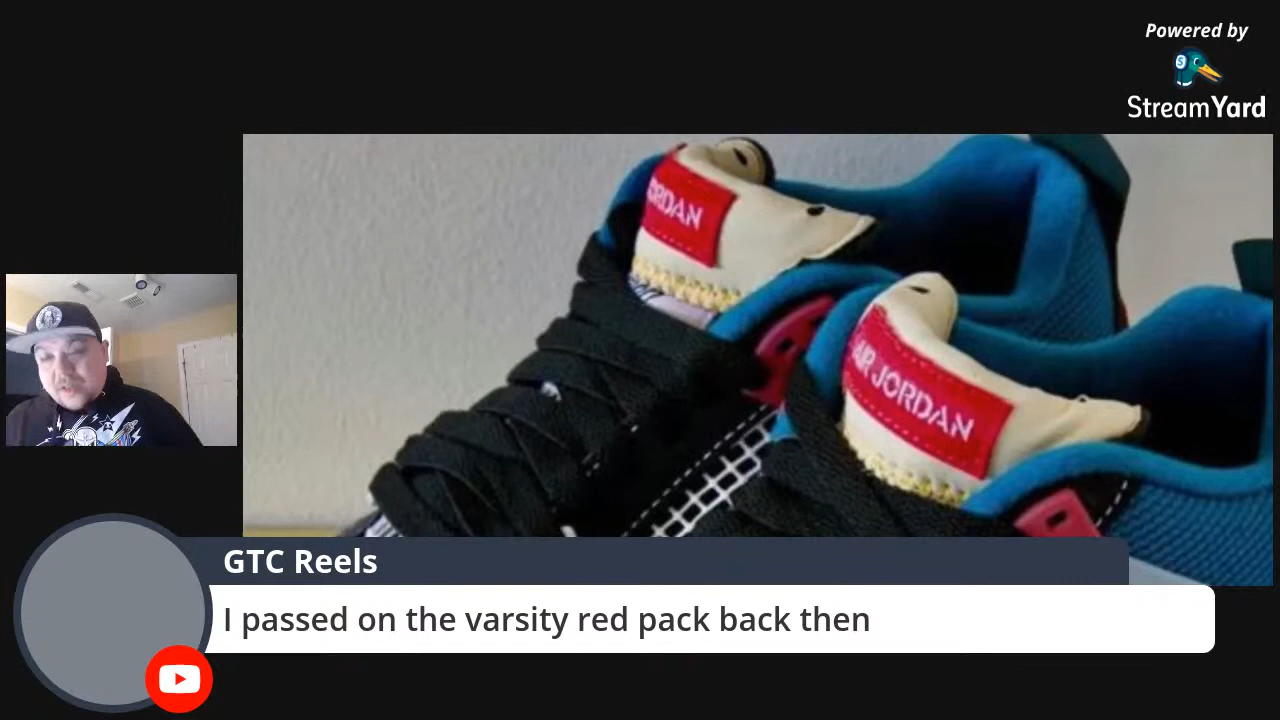 Powered by
StreamYard
JORDAN
AIR JORDAN
GTC Reels
I passed on the varsity red pack back then